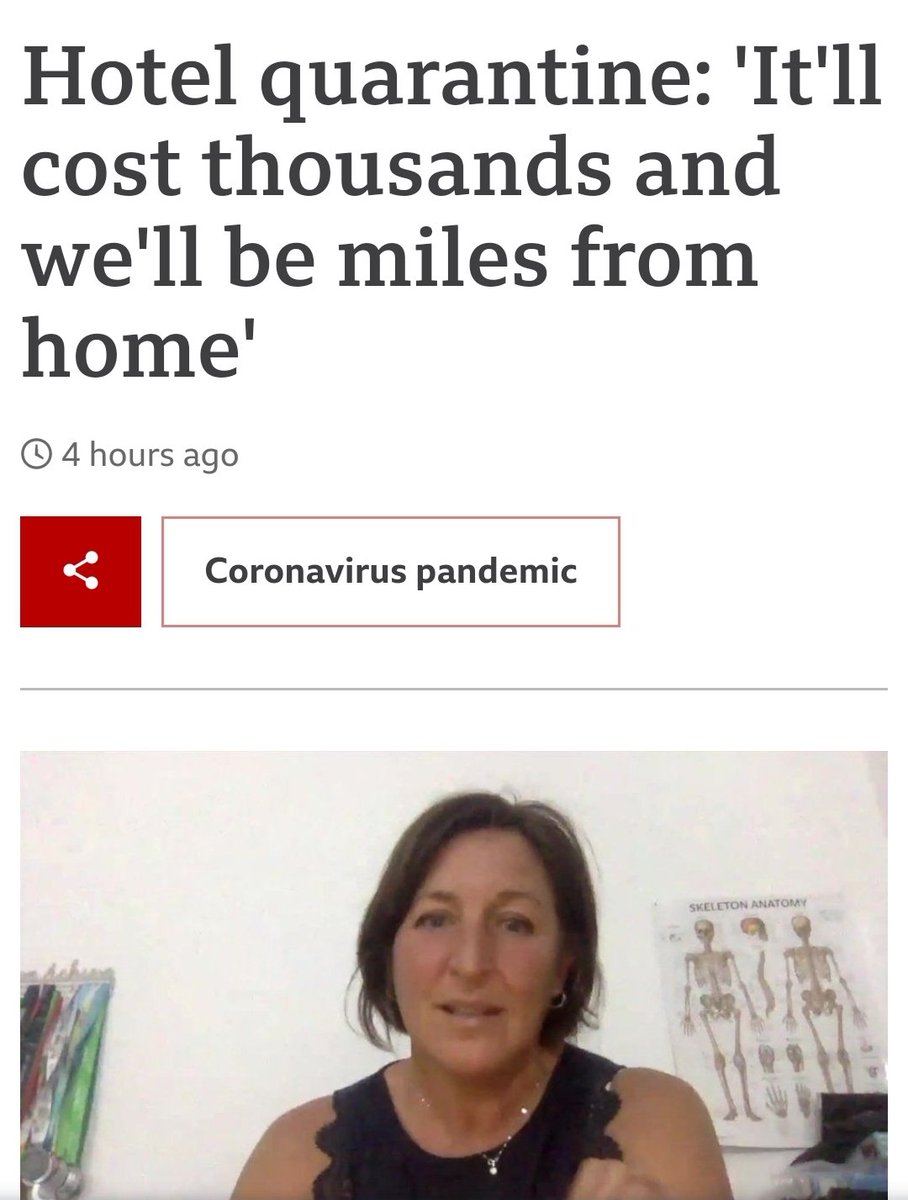 Hotel quarantine: 'It'll
cost thousands and
we'll be miles from
home'
4 hours ago
Coronavirus pandemic
SKELETON ANATOMY